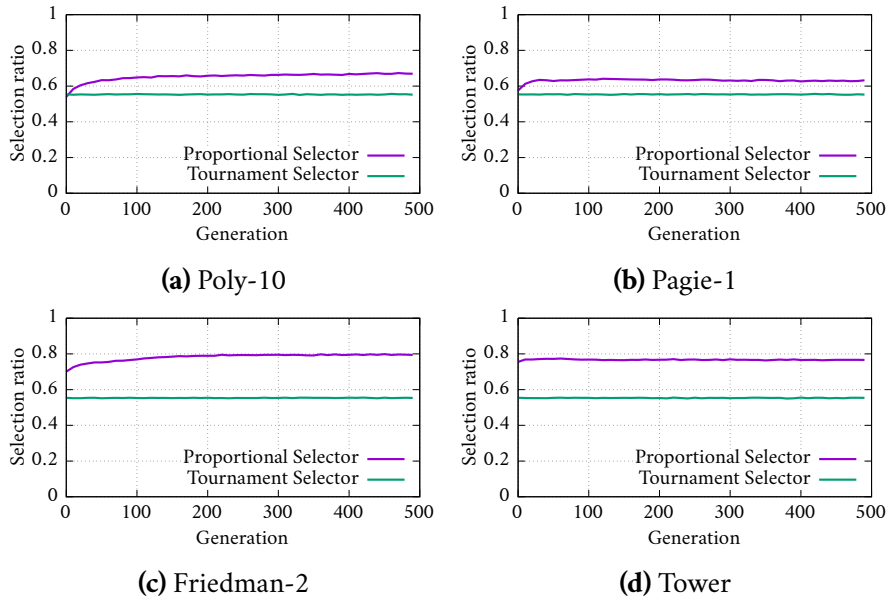 1
0.8
0.6
0.4
0.2
0
Selection ratio
Proportional Selector
Tournament Selector
0 100 200 300 400 500
Generation
(a) Poly-10
1
0.8
0.6
0.4
0.2
0
Selection ratio
Proportional Selector
Tournament Selector
0 100 200 300 400 500
Generation
(b) Pagie-1
1
0.8
0.6
0.4
0.2
0
Selection ratio
Proportional Selector
Tournament Selector
0 100 200 300 400 500
Generation
(c) Friedman-2
1
0.8
0.6
0.4
0.2
0
Selection ratio
Proportional Selector
Tournament Selector
0 100 200 300 400 500
Generation
(d) Tower